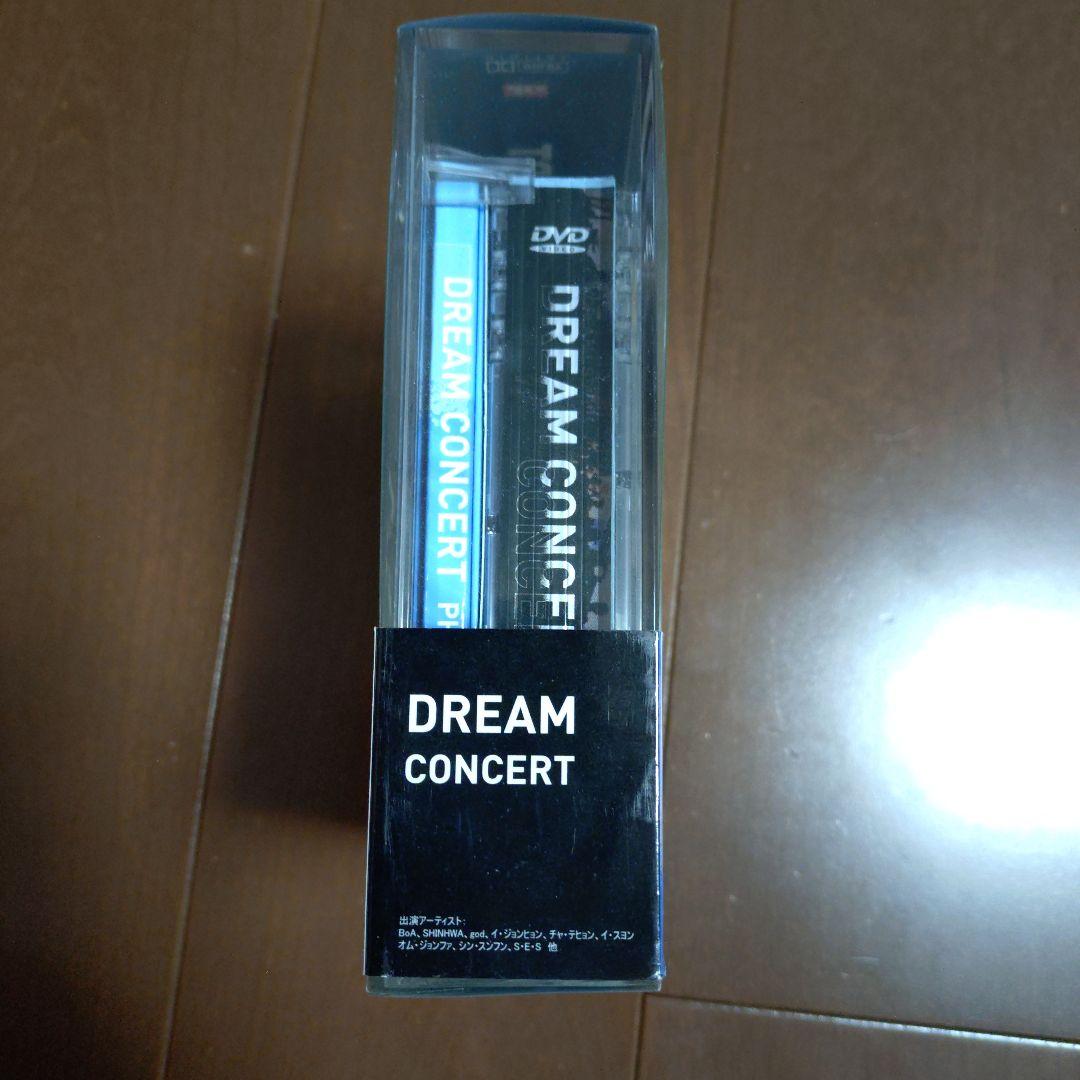 DVD
VIDEO
DREAM CONCERT
DREAM CONCE
DREAM
CONCERT
出演アーティスト:
BoA、SHINHWA、god、イ・ジョンヒョン、チャ・テヒョン、イ・スヨン
オム・ジョンファ、シン・スンフン、S・E・S 他